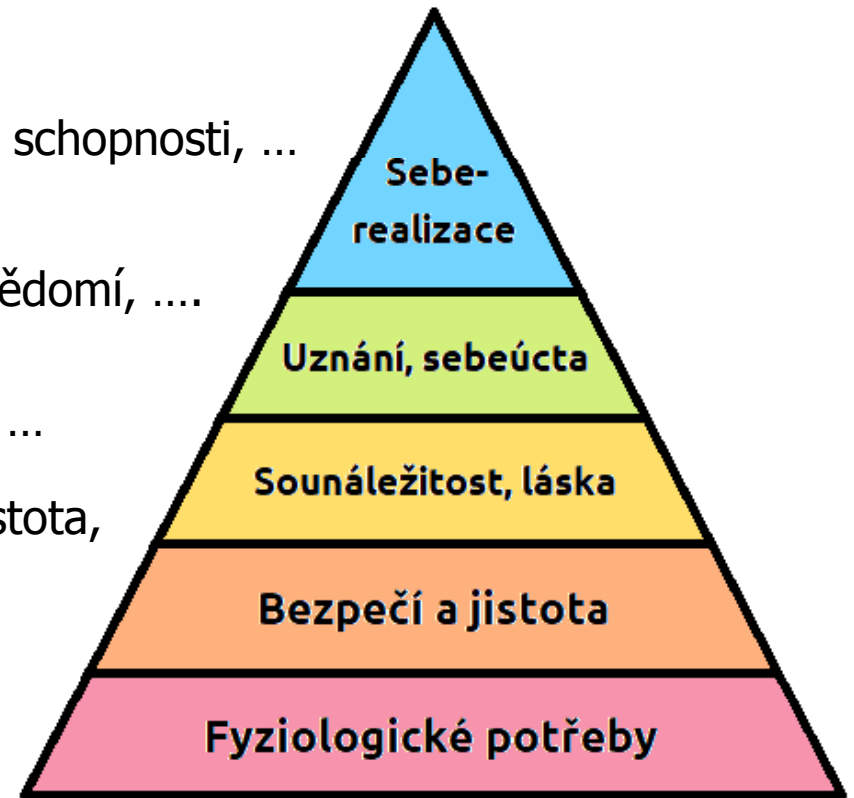 schopnosti, ...
Sebe-
realizace
ědomí, ....
Uznání, sebeúcta
...
Sounáležitost, láska
stota,
Bezpečí a jistota
Fyziologické potřeby